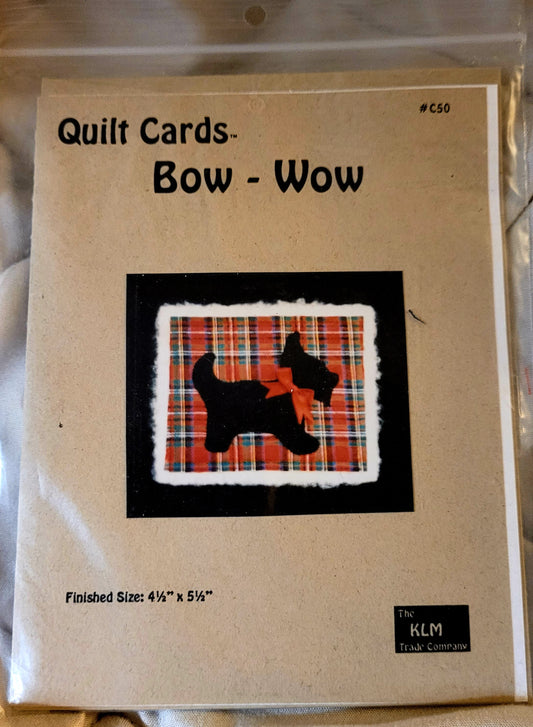 #C50
Quilt Cards™
Bow - Wow
Finished Size: 4½” x 5½”
The
KLM
Trade Company